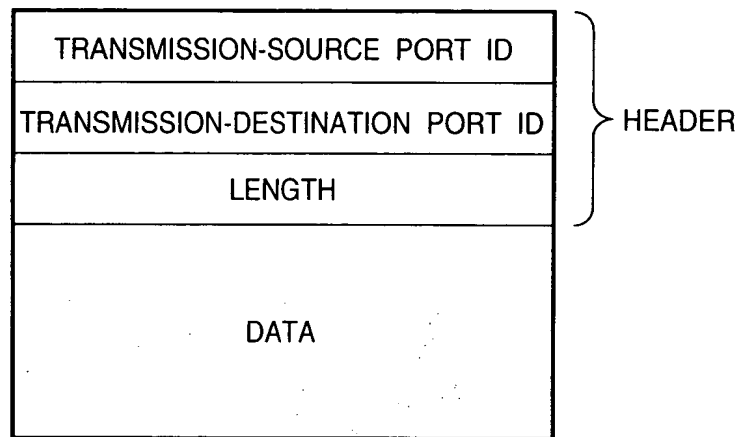 TRANSMISSION-SOURCE PORT ID
TRANSMISSION-DESTINATION PORT ID
HEADER
LENGTH
DATA